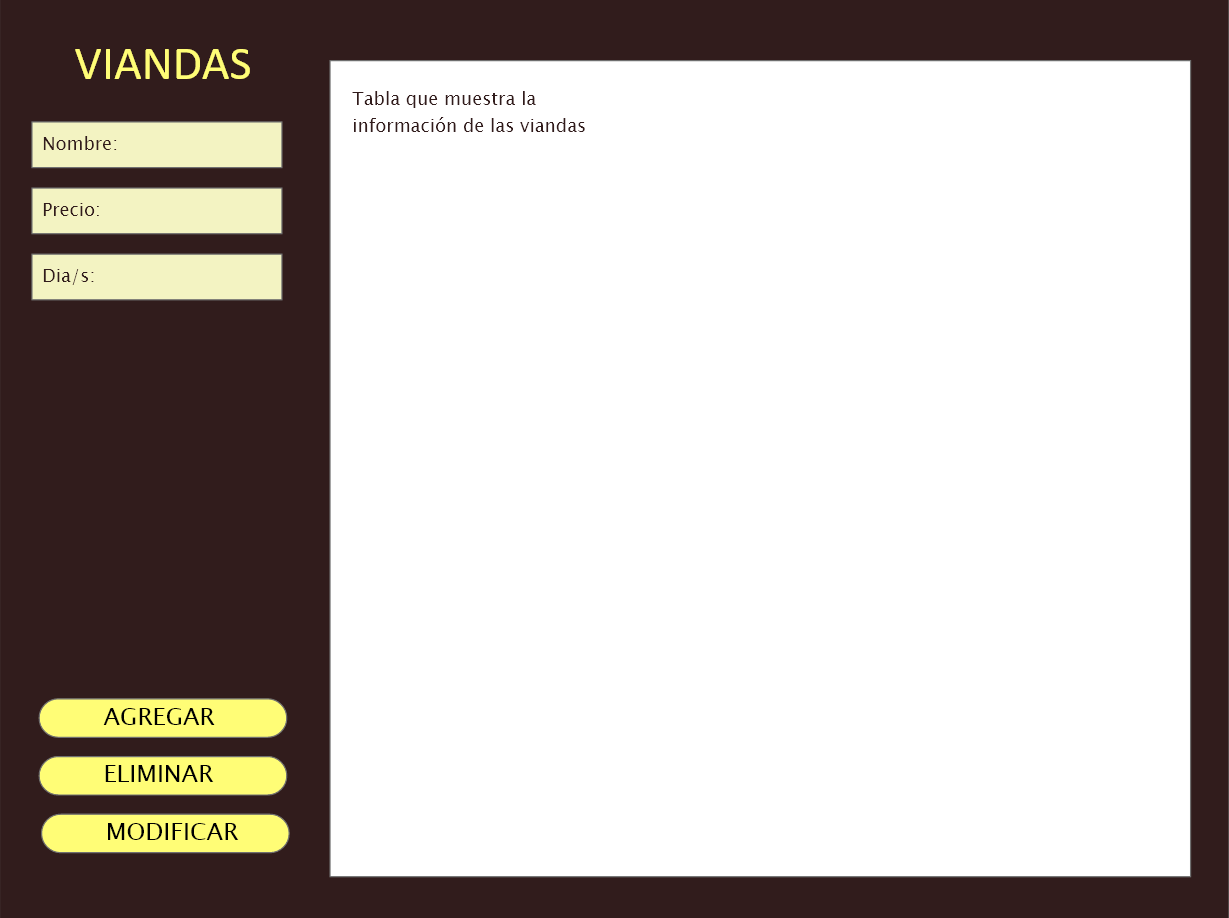 VIANDAS
Nombre:
Precio:
Dia/s:
Tabla que muestra la
información de las viandas
AGREGAR
ELIMINAR
MODIFICAR